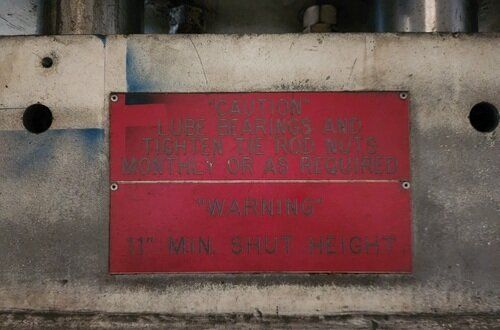 "CAUTION"
LUBE BEARINGS AND
TIGHTEN TIE ROD NUTS
MONTHLY OR AS REQUIRED
"WARNING"
11" MIN. SHUT HEIGHT